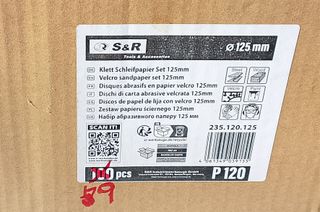 S&R
Tools & Accessories
Ø 125 mm
Klett Schleifpapier Set 125mm
Velcro sandpaper set 125mm
Disques abrasifs en papier velcro 125mm
Dischi di carta abrasiva velcrata 125mm
Discos de papel de lija con velcro 125mm
Zestaw papieru ściernego 125mm
Набір абразивного паперу 125 мм
SCAN IT!
235.120.125
pcs
59
P 120